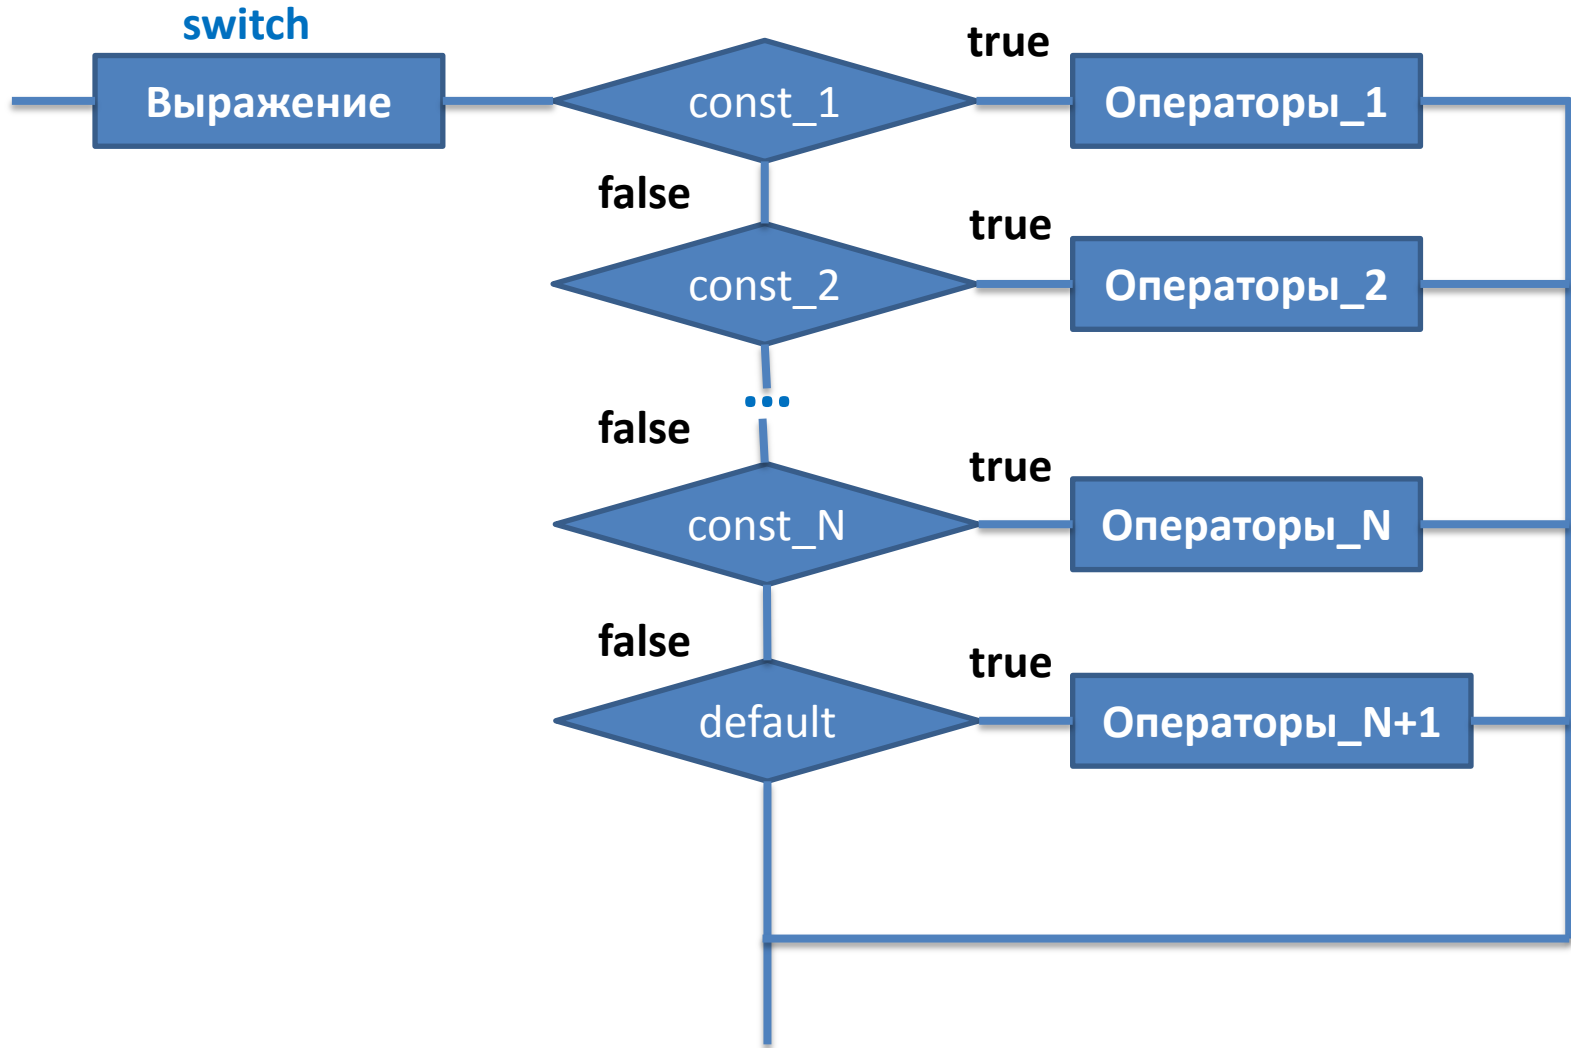 switch
true
Выражение
const_1
Операторы_1
false
true
const_2
Операторы_2
...
false
true
const_N
Операторы_N
false
true
default
Операторы_N+1